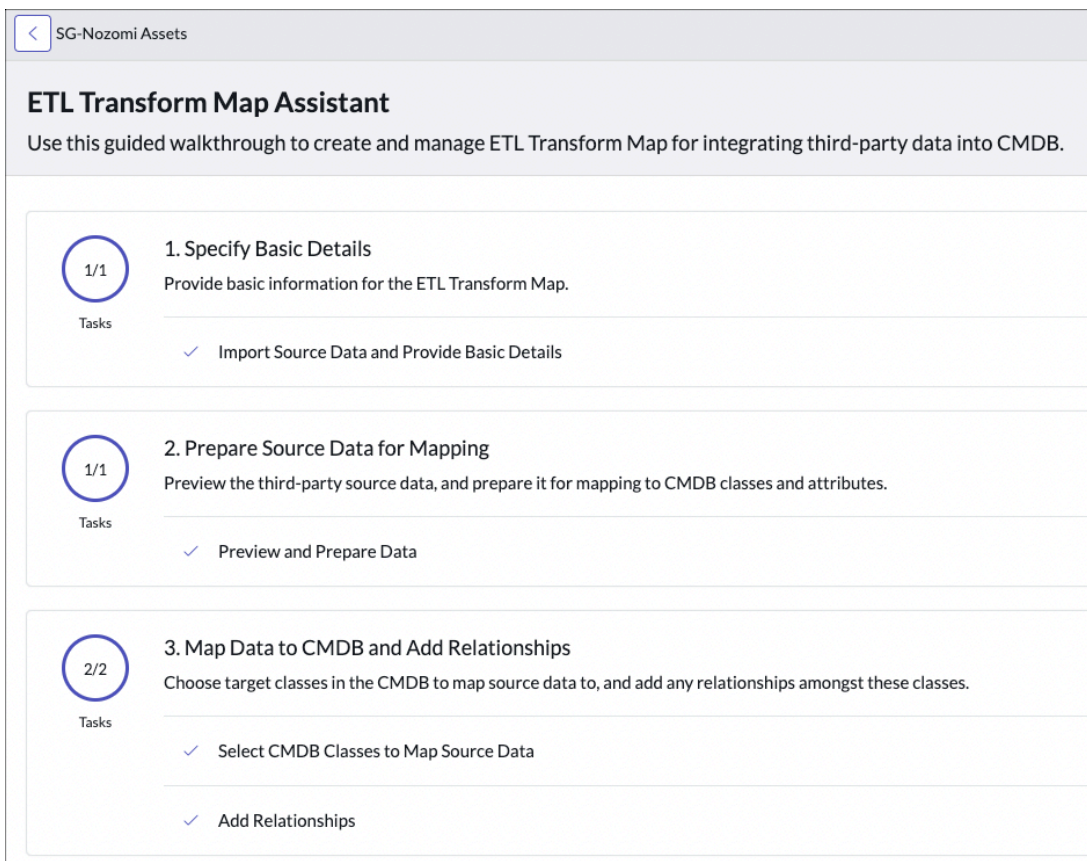 SG-Nozomi Assets
ETL Transform Map Assistant
Use this guided walkthrough to create and manage ETL Transform Map for integrating third-party data into CMDB.
1/1
Tasks
1. Specify Basic Details
Provide basic information for the ETL Transform Map.
Import Source Data and Provide Basic Details
1/1
Tasks
2. Prepare Source Data for Mapping
Preview the third-party source data, and prepare it for mapping to CMDB classes and attributes.
Preview and Prepare Data
2/2
Tasks
3. Map Data to CMDB and Add Relationships
Choose target classes in the CMDB to map source data to, and add any relationships amongst these classes.
Select CMDB Classes to Map Source Data
Add Relationships